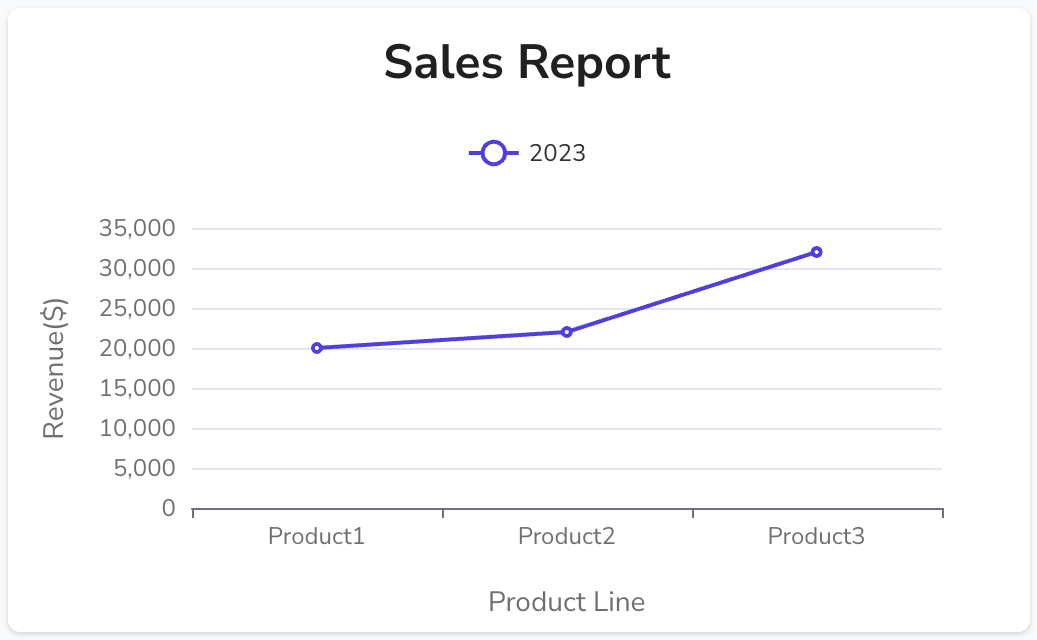 Sales Report
2023
35,000
30,000
25,000
20,000
15,000
10,000
5,000
0
Revenue($)
Product1 Product2 Product3
Product Line